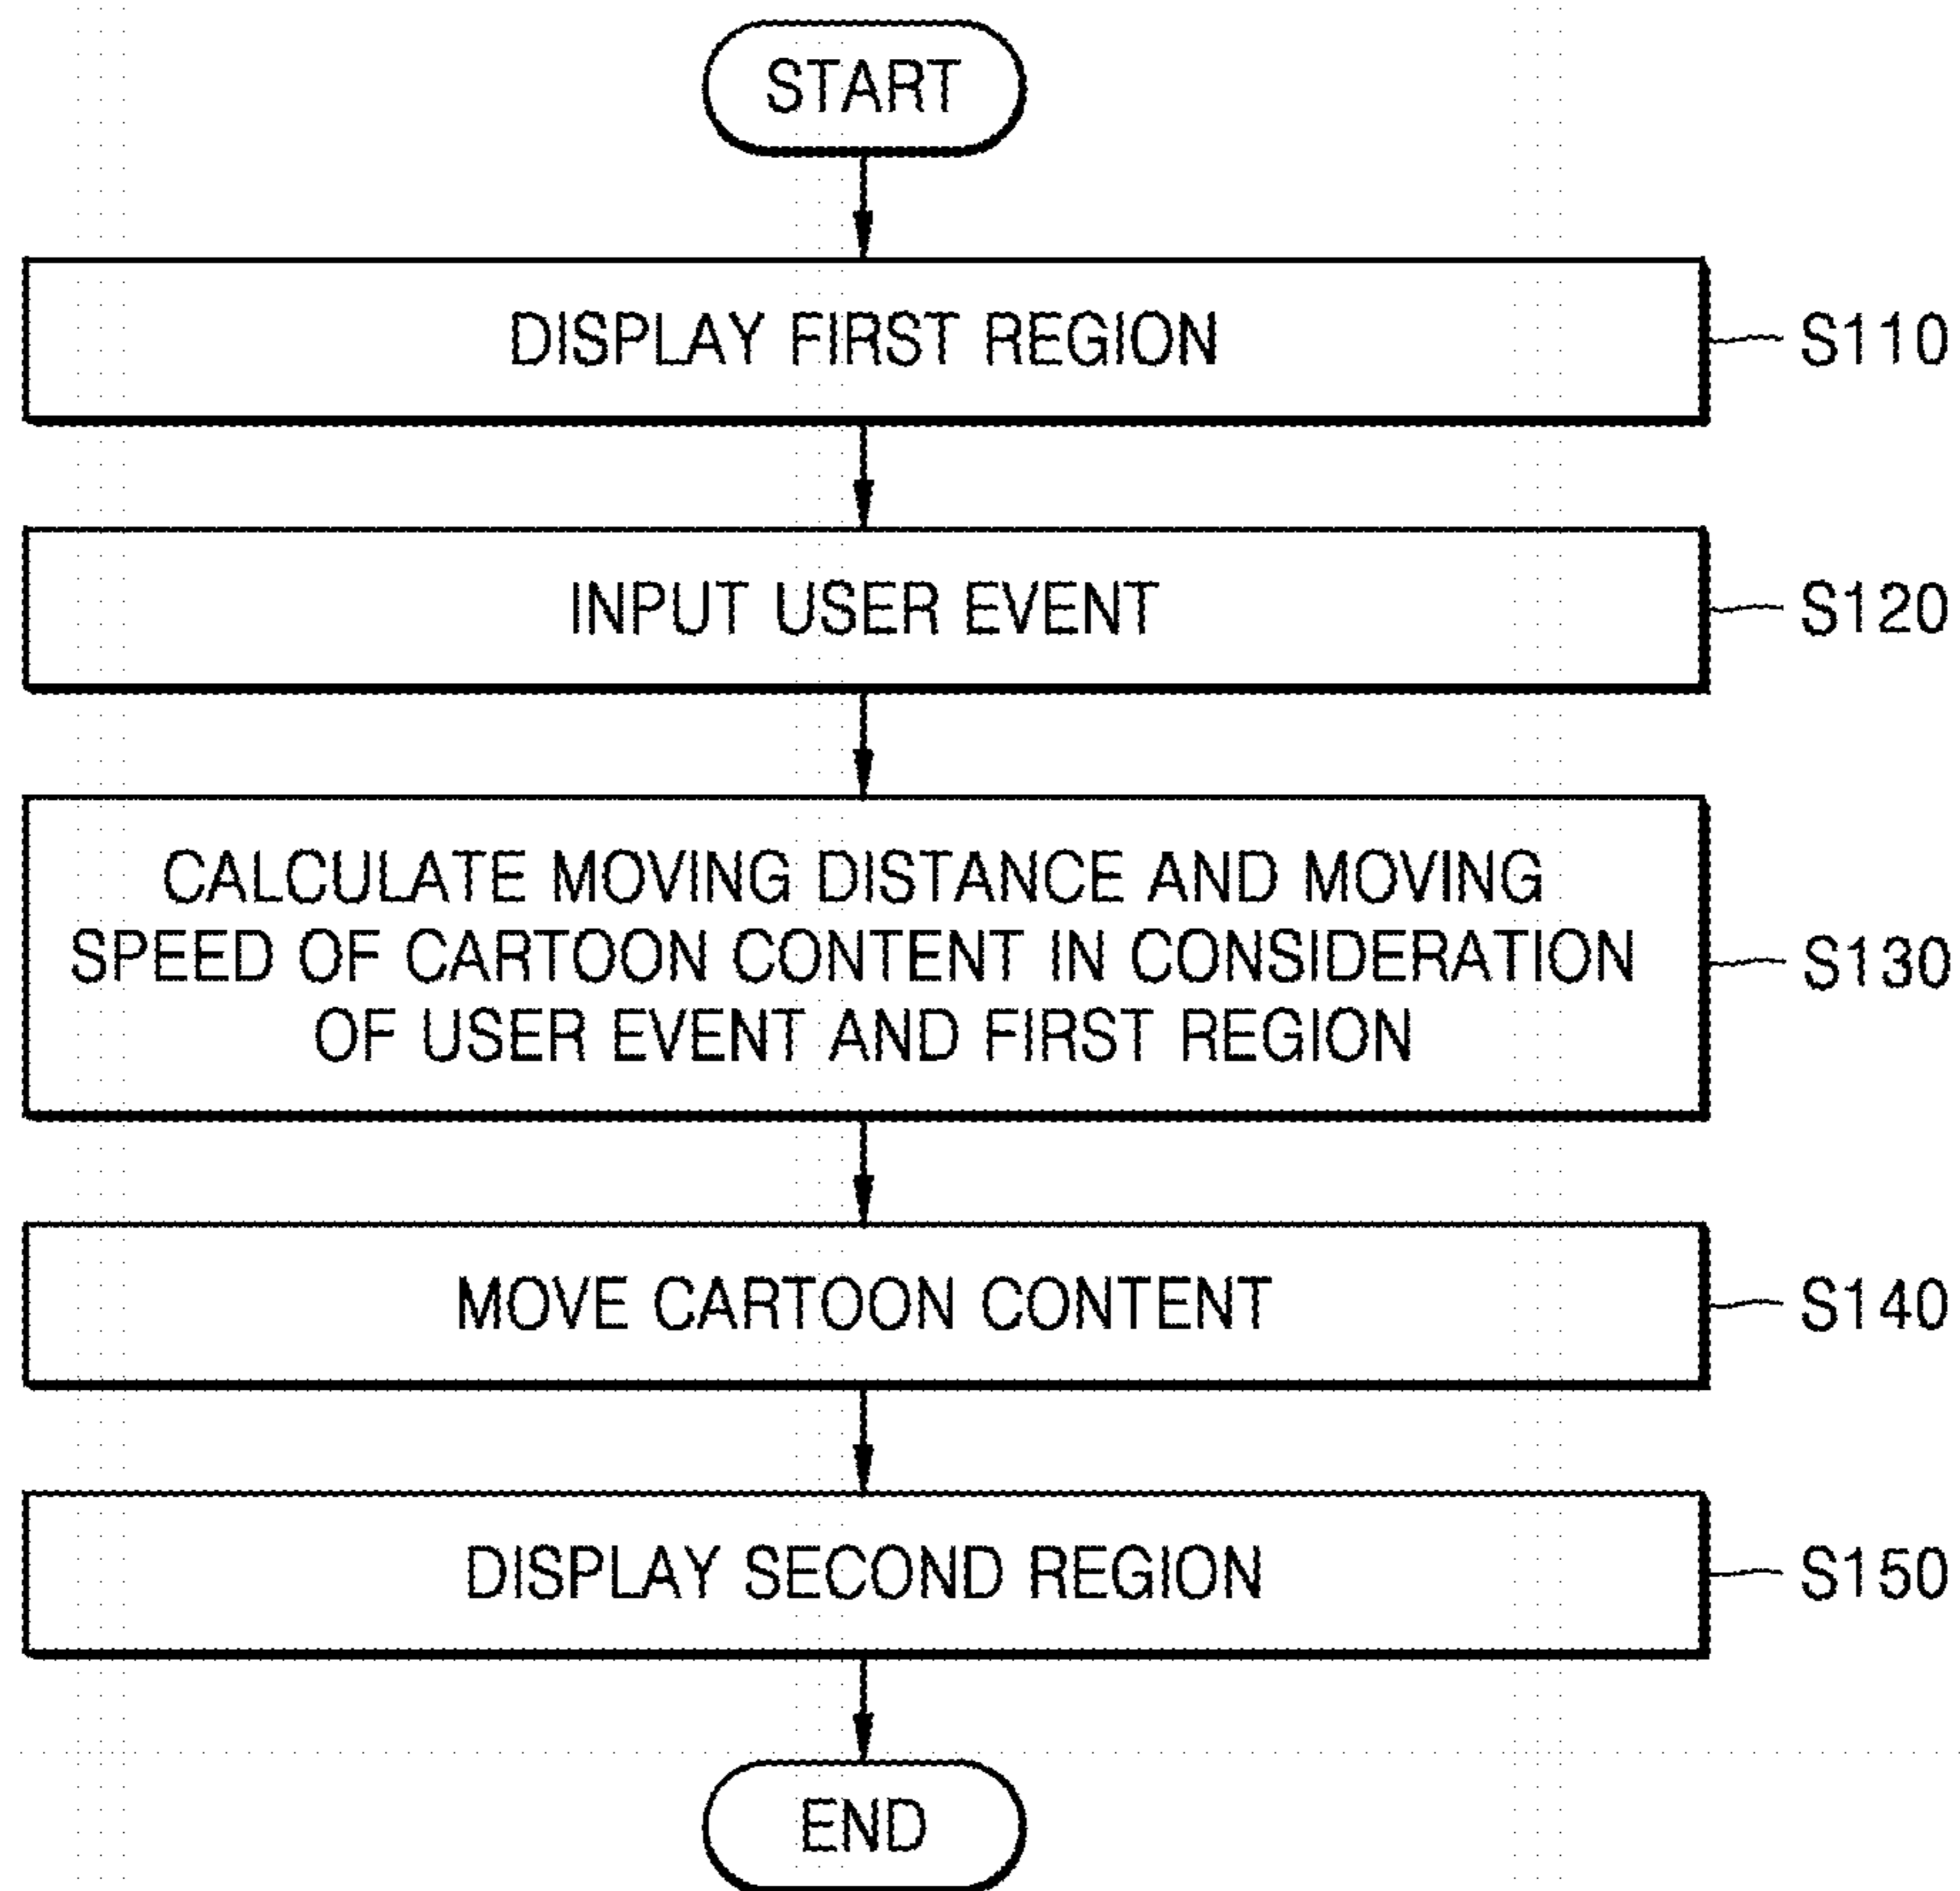 START
DISPLAY FIRST REGION
S110
INPUT USER EVENT
S120
CALCULATE MOVING DISTANCE AND MOVING
SPEED OF CARTOON CONTENT IN CONSIDERATION
OF USER EVENT AND FIRST REGION
S130
MOVE CARTOON CONTENT
S140
DISPLAY SECOND REGION
S150
END